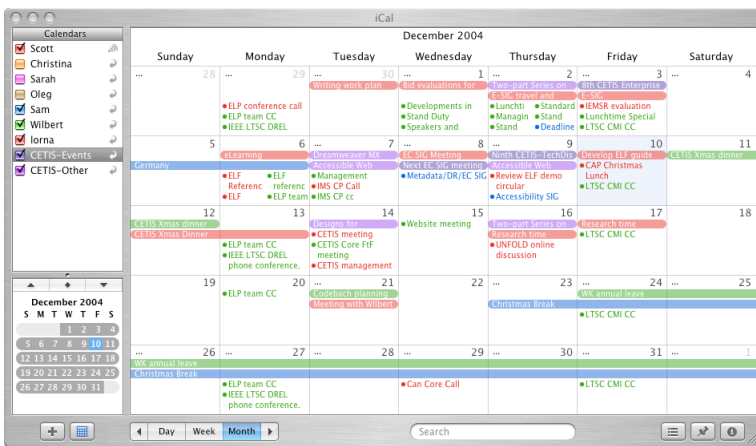 iCal
Calendars
Scott
Christina
Sarah
Oleg
Sam
Wilbert
lorna
CETIS-Events
CETIS-Other
December 2004
S M T W T F S
1 2 3 4
5 6 7 8 9 10 11
12 13 14 15 16 17 18
19 20 21 22 23 24 25
26 27 28 29 30 31
December 2004
Sunday Monday Tuesday Wednesday Thursday Friday Saturday
... 28 ... 29 ... 30 ... 1 ... 2 ... 3 ... 4
Writing work plan Bid evaluations for Two-part Series on 8th CETIS Enterprise
E-SIG travel and E-SIG
•ELP conference call •Developments in •Lunchti •Standard •IEMSR evaluation
•ELP team CC •Stand Duty •Managin •Stand •Lunchtime Special
•IEEE LTSC DREL •Speakers and •Stand •Deadline •LTSC CMI CC
5 6 7 8 9 10 11
eLearning Dreamweaver MX EC SIG Meeting Ninth CETIS-TechDis Develop ELF guide CETIS Xmas dinner
Germany Accessible Web Next EC SIG meeting Accessible Web
•ELF •ELF •Management •Metadata/DR/EC SIG •Review ELF demo •CAP Christmas
Referenc referenc •IMS CP Call circular Lunch
•ELF •ELP team •IMS CP cc •Accessibility SIG •LTSC CMI CC
12 13 14 15 16 17 18
CETIS Xmas dinner Designs for •Website meeting Two-part Series on Research time
CETIS Xmas Dinner •CETIS meeting Research time •LTSC CMI CC
•ELP team CC •CETIS Core FtF •UNFOLD online
•IEEE LTSC DREL meeting discussion
phone conference. •CETIS management
19 20 21 22 23 24 25
•ELP team CC Codebach planning WK annual leave
Meeting with WIlbert Christmas Break
•LTSC CMI CC
... 26 ... 27 ... 28 ... 29 ... 30 ... 31 ... 1
WK annual leave
Christmas Break
•ELP team CC •Can Core Call •LTSC CMI CC
•IEEE LTSC DREL
phone conference.
Day Week Month Search